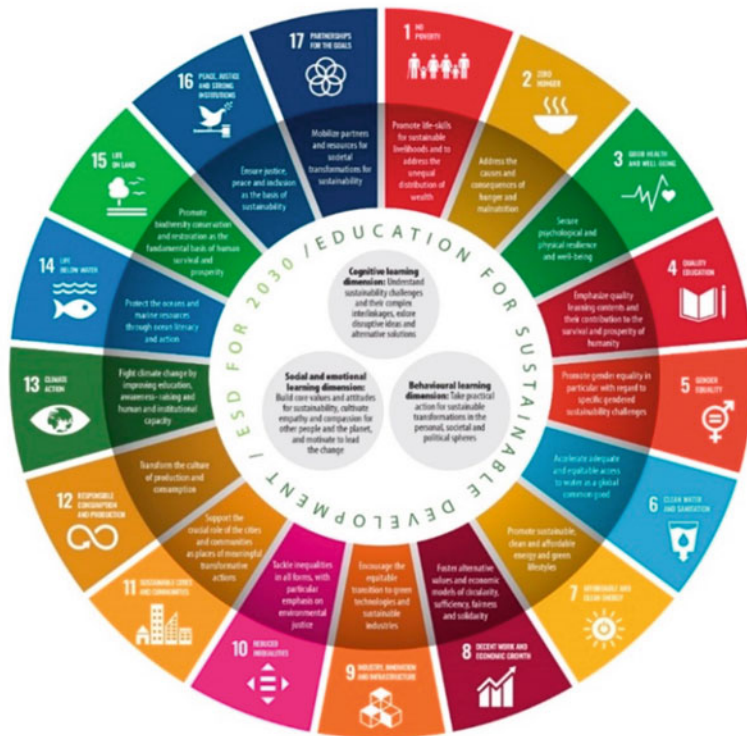 1 NO
POVERTY
Promote life-skills
for sustainable
livelihoods and to
address the
unequal
distribution of
wealth
2 ZERO
HUNGER
Address the
causes and
consequences of
hunger and
malnutrition
3 GOOD HEALTH
AND WELL-BEING
Secure
psychological and
physical resilience
and well-being
4 QUALITY
EDUCATION
Emphasize quality
learning contents and
their contribution to the
survival and prosperity of
humanity
5 GENDER
EQUALITY
Promote gender equality
in particular with regard to
specific gendered
sustainability challenges
6 CLEAN WATER
AND SANITATION
Accelerate adequate
and equitable access
to water as a global
common good
7 AFFORDABLE AND
CLEAN ENERGY
Promote sustainable,
clean and affordable
energy and green
lifestyles
8 DECENT WORK AND
ECONOMIC GROWTH
Foster alternative
values and economic
models of circularity,
sufficiency, fairness
and solidarity
9 INDUSTRY, INNOVATION
AND INFRASTRUCTURE
Encourage the
equitable
transition to green
technologies and
sustainable
industries
10 REDUCED
INEQUALITIES
Tackle inequalities
in all forms, with
particular
emphasis on
environmental
justice
11 SUSTAINABLE CITIES
AND COMMUNITIES
Support the
crucial role of the cities
and communities
as places of meaningful
transformative
actions
12 RESPONSIBLE
CONSUMPTION
AND PRODUCTION
Transform the culture
of production and
consumption
13 CLIMATE
ACTION
Fight climate change by
improving education,
awareness-raising and
human and institutional
capacity
14 LIFE
BELOW WATER
Protect the oceans and
marine resources
through ocean literacy
and action
15 LIFE
ON LAND
Promote
biodiversity conservation
and restoration as the
fundamental basis of human
survival and
prosperity
16 PEACE, JUSTICE
AND STRONG
INSTITUTIONS
Ensure justice,
peace and inclusion
as the basis of
sustainability
17 PARTNERSHIPS
FOR THE GOALS
Mobilize partners
and resources for
societal
transformations for
sustainability
| ESD FOR 2030 / EDUCATION FOR SUSTAINABLE DEVELOPMENT
Cognitive learning
dimension: Understand
sustainability challenges
and their complex
interlinkages, exlore
disruptive ideas and
alternative solutions
Social and emotional
learning dimension:
Build core values and attitudes
for sustainability, cultivate
empathy and compassion for
other people and the planet,
and motivate to lead
the change
Behavioural learning
dimension: Take practical
action for sustainable
transformations in the
personal, societal and
political spheres